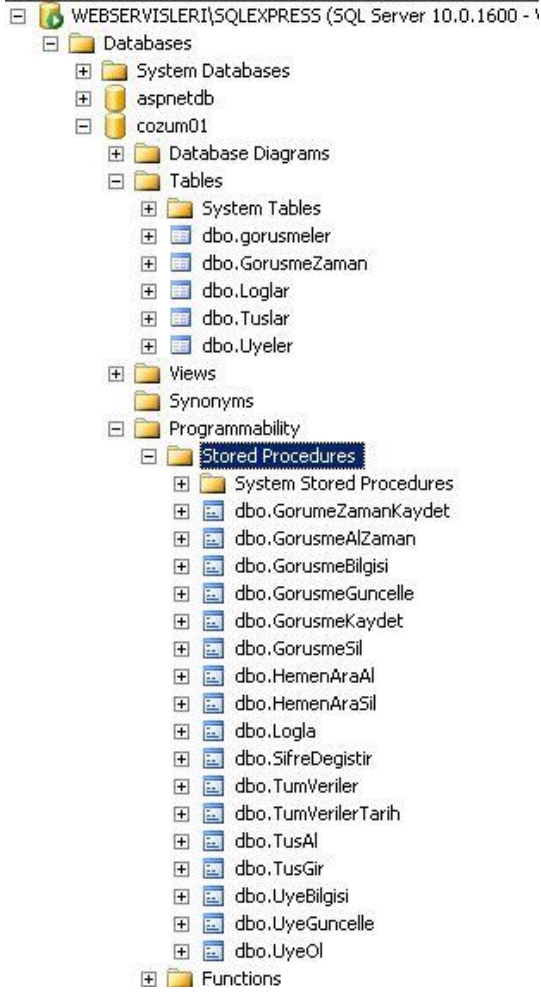 WEBSERVISLERI\SQLEXPRESS (SQL Server 10.0.1600 -
Databases
System Databases
aspnetdb
cozum01
Database Diagrams
Tables
System Tables
dbo.gorusmeler
dbo.GorusmeZaman
dbo.Loglar
dbo.Tuslar
dbo.Uyeler
Views
Synonyms
Programmability
Stored Procedures
System Stored Procedures
dbo.GorumeZamanKaydet
dbo.GorusmeAlZaman
dbo.GorusmeBilgisi
dbo.GorusmeGuncelle
dbo.GorusmeKaydet
dbo.GorusmeSil
dbo.HemenAraAl
dbo.HemenAraSil
dbo.Logla
dbo.SifreDegistir
dbo.TumVeriler
dbo.TumVerilerTarih
dbo.TusAl
dbo.TusGir
dbo.UyeBilgisi
dbo.UyeGuncelle
dbo.UyeOl
Functions